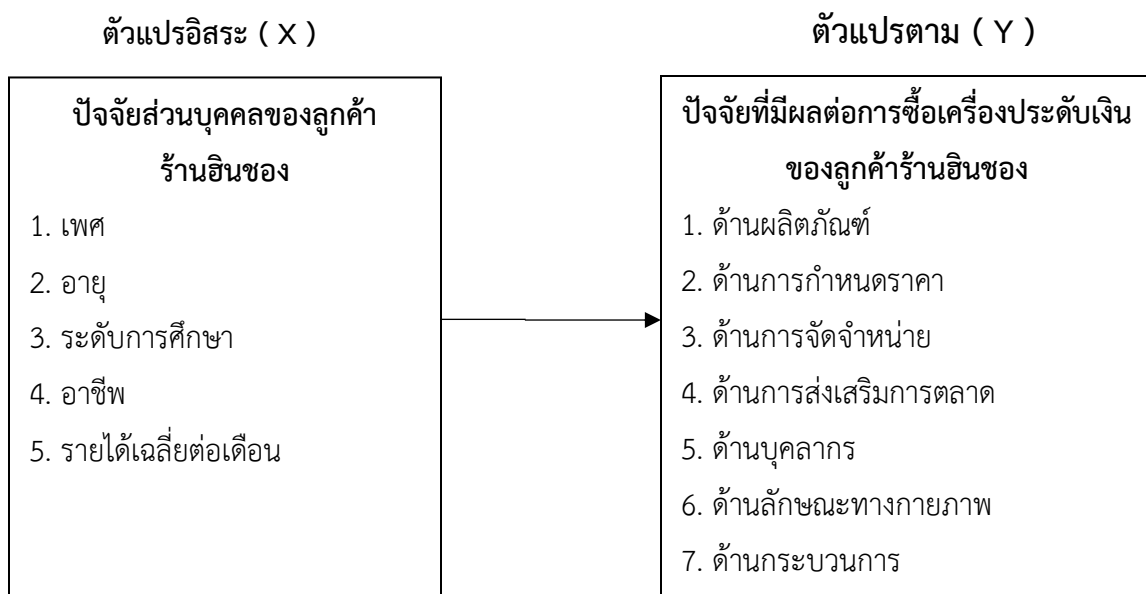 ตัวแปรอิสระ ( X )
ปัจจัยส่วนบุคคลของลูกค้า
ร้านฮินชอง
1. เพศ
2. อายุ
3. ระดับการศึกษา
4. อาชีพ
5. รายได้เฉลี่ยต่อเดือน
ตัวแปรตาม ( Y )
ปัจจัยที่มีผลต่อการซื้อเครื่องประดับเงิน
ของลูกค้าร้านฮินชอง
1. ด้านผลิตภัณฑ์
2. ด้านการกำหนดราคา
3. ด้านการจัดจำหน่าย
4. ด้านการส่งเสริมการตลาด
5. ด้านบุคลากร
6. ด้านลักษณะทางกายภาพ
7. ด้านกระบวนการ